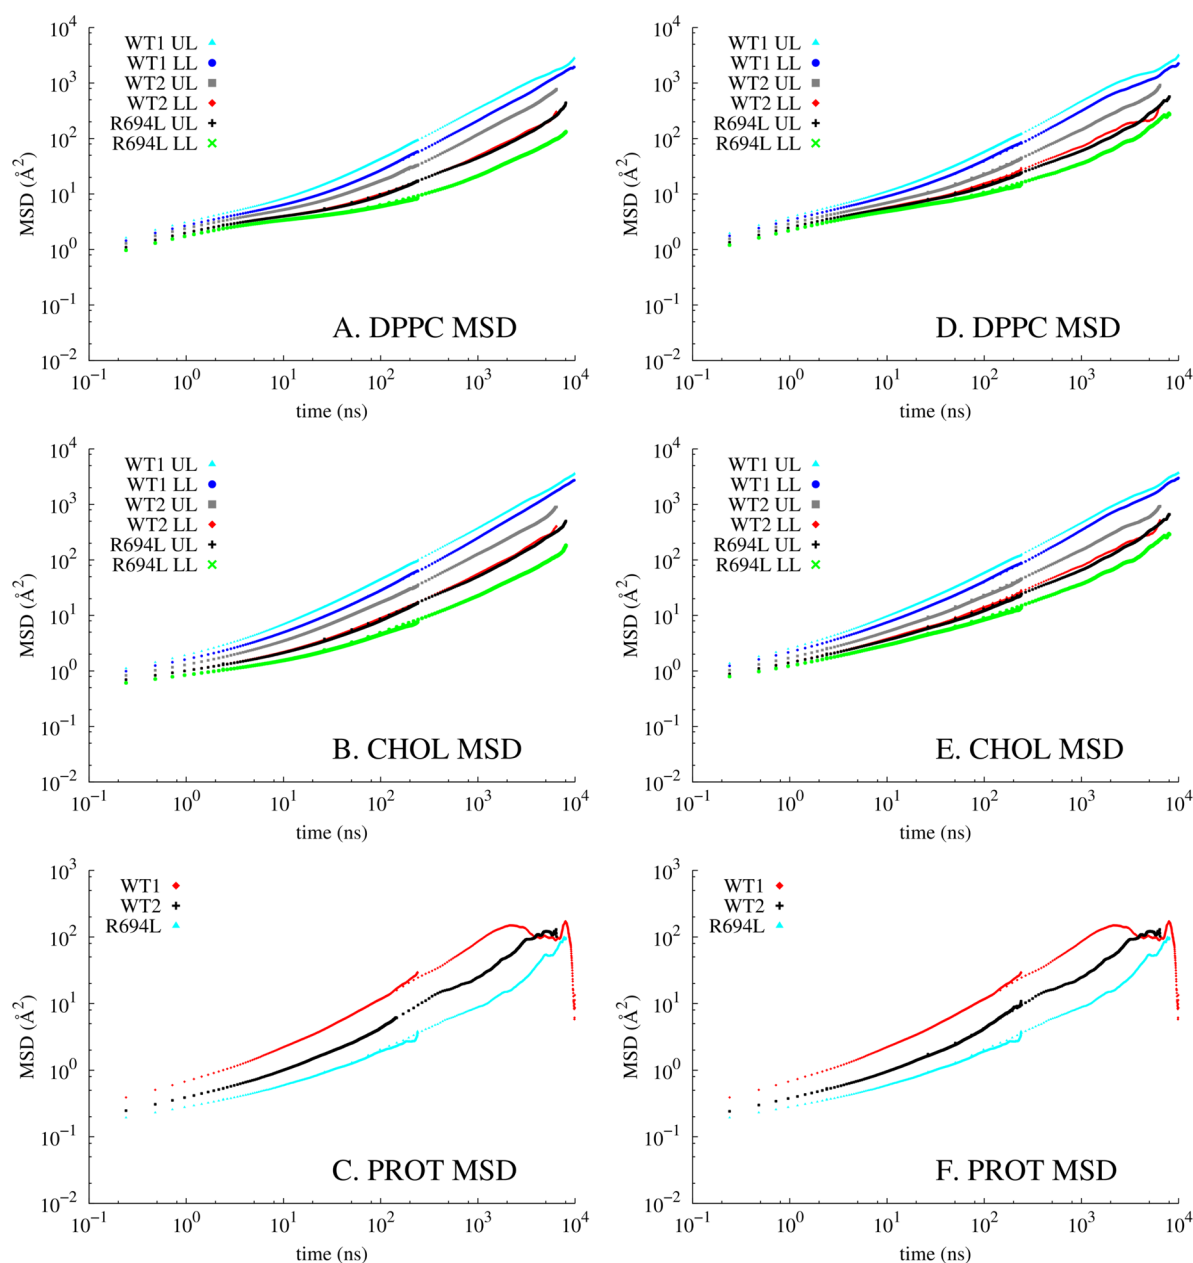 10⁴
10³
10²
10¹
10⁰
10⁻¹
10⁻²
MSD (Å²)
WT1 UL
WT1 LL
WT2 UL
WT2 LL
R694L UL
R694L LL
A. DPPC MSD
10⁻¹ 10⁰ 10¹ 10² 10³ 10⁴
time (ns)
10⁴
10³
10²
10¹
10⁰
10⁻¹
10⁻²
MSD (Å²)
WT1 UL
WT1 LL
WT2 UL
WT2 LL
R694L UL
R694L LL
D. DPPC MSD
10⁻¹ 10⁰ 10¹ 10² 10³ 10⁴
time (ns)
10⁴
10³
10²
10¹
10⁰
10⁻¹
10⁻²
MSD (Å²)
WT1 UL
WT1 LL
WT2 UL
WT2 LL
R694L UL
R694L LL
B. CHOL MSD
10⁻¹ 10⁰ 10¹ 10² 10³ 10⁴
time (ns)
10⁴
10³
10²
10¹
10⁰
10⁻¹
10⁻²
MSD (Å²)
WT1 UL
WT1 LL
WT2 UL
WT2 LL
R694L UL
R694L LL
E. CHOL MSD
10⁻¹ 10⁰ 10¹ 10² 10³ 10⁴
time (ns)
10³
10²
10¹
10⁰
10⁻¹
10⁻²
MSD (Å²)
WT1
WT2
R694L
C. PROT MSD
10⁻¹ 10⁰ 10¹ 10² 10³ 10⁴
time (ns)
10³
10²
10¹
10⁰
10⁻¹
10⁻²
MSD (Å²)
WT1
WT2
R694L
F. PROT MSD
10⁻¹ 10⁰ 10¹ 10² 10³ 10⁴
time (ns)